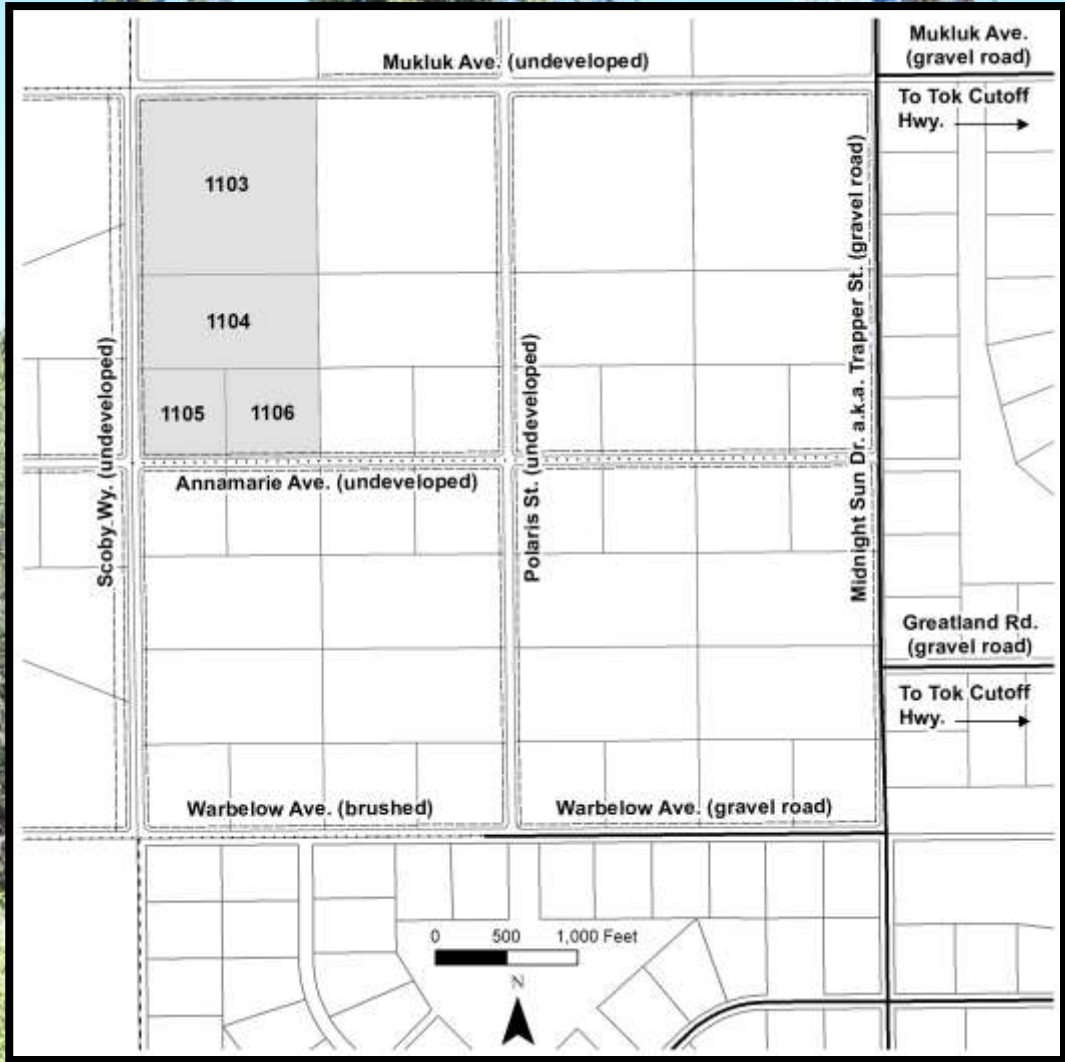 Mukluk Ave. (undeveloped)
Mukluk Ave.
(gravel road)
To Tok Cutoff
Hwy.
1103
1104
1105
1106
Scoby Wy. (undeveloped)
Annamarie Ave. (undeveloped)
Polaris St. (undeveloped)
Midnight Sun Dr. a.k.a. Trapper St. (gravel road)
Greatland Rd.
(gravel road)
To Tok Cutoff
Hwy.
Warbelow Ave. (brushed)
Warbelow Ave. (gravel road)
0 500 1,000 Feet
N